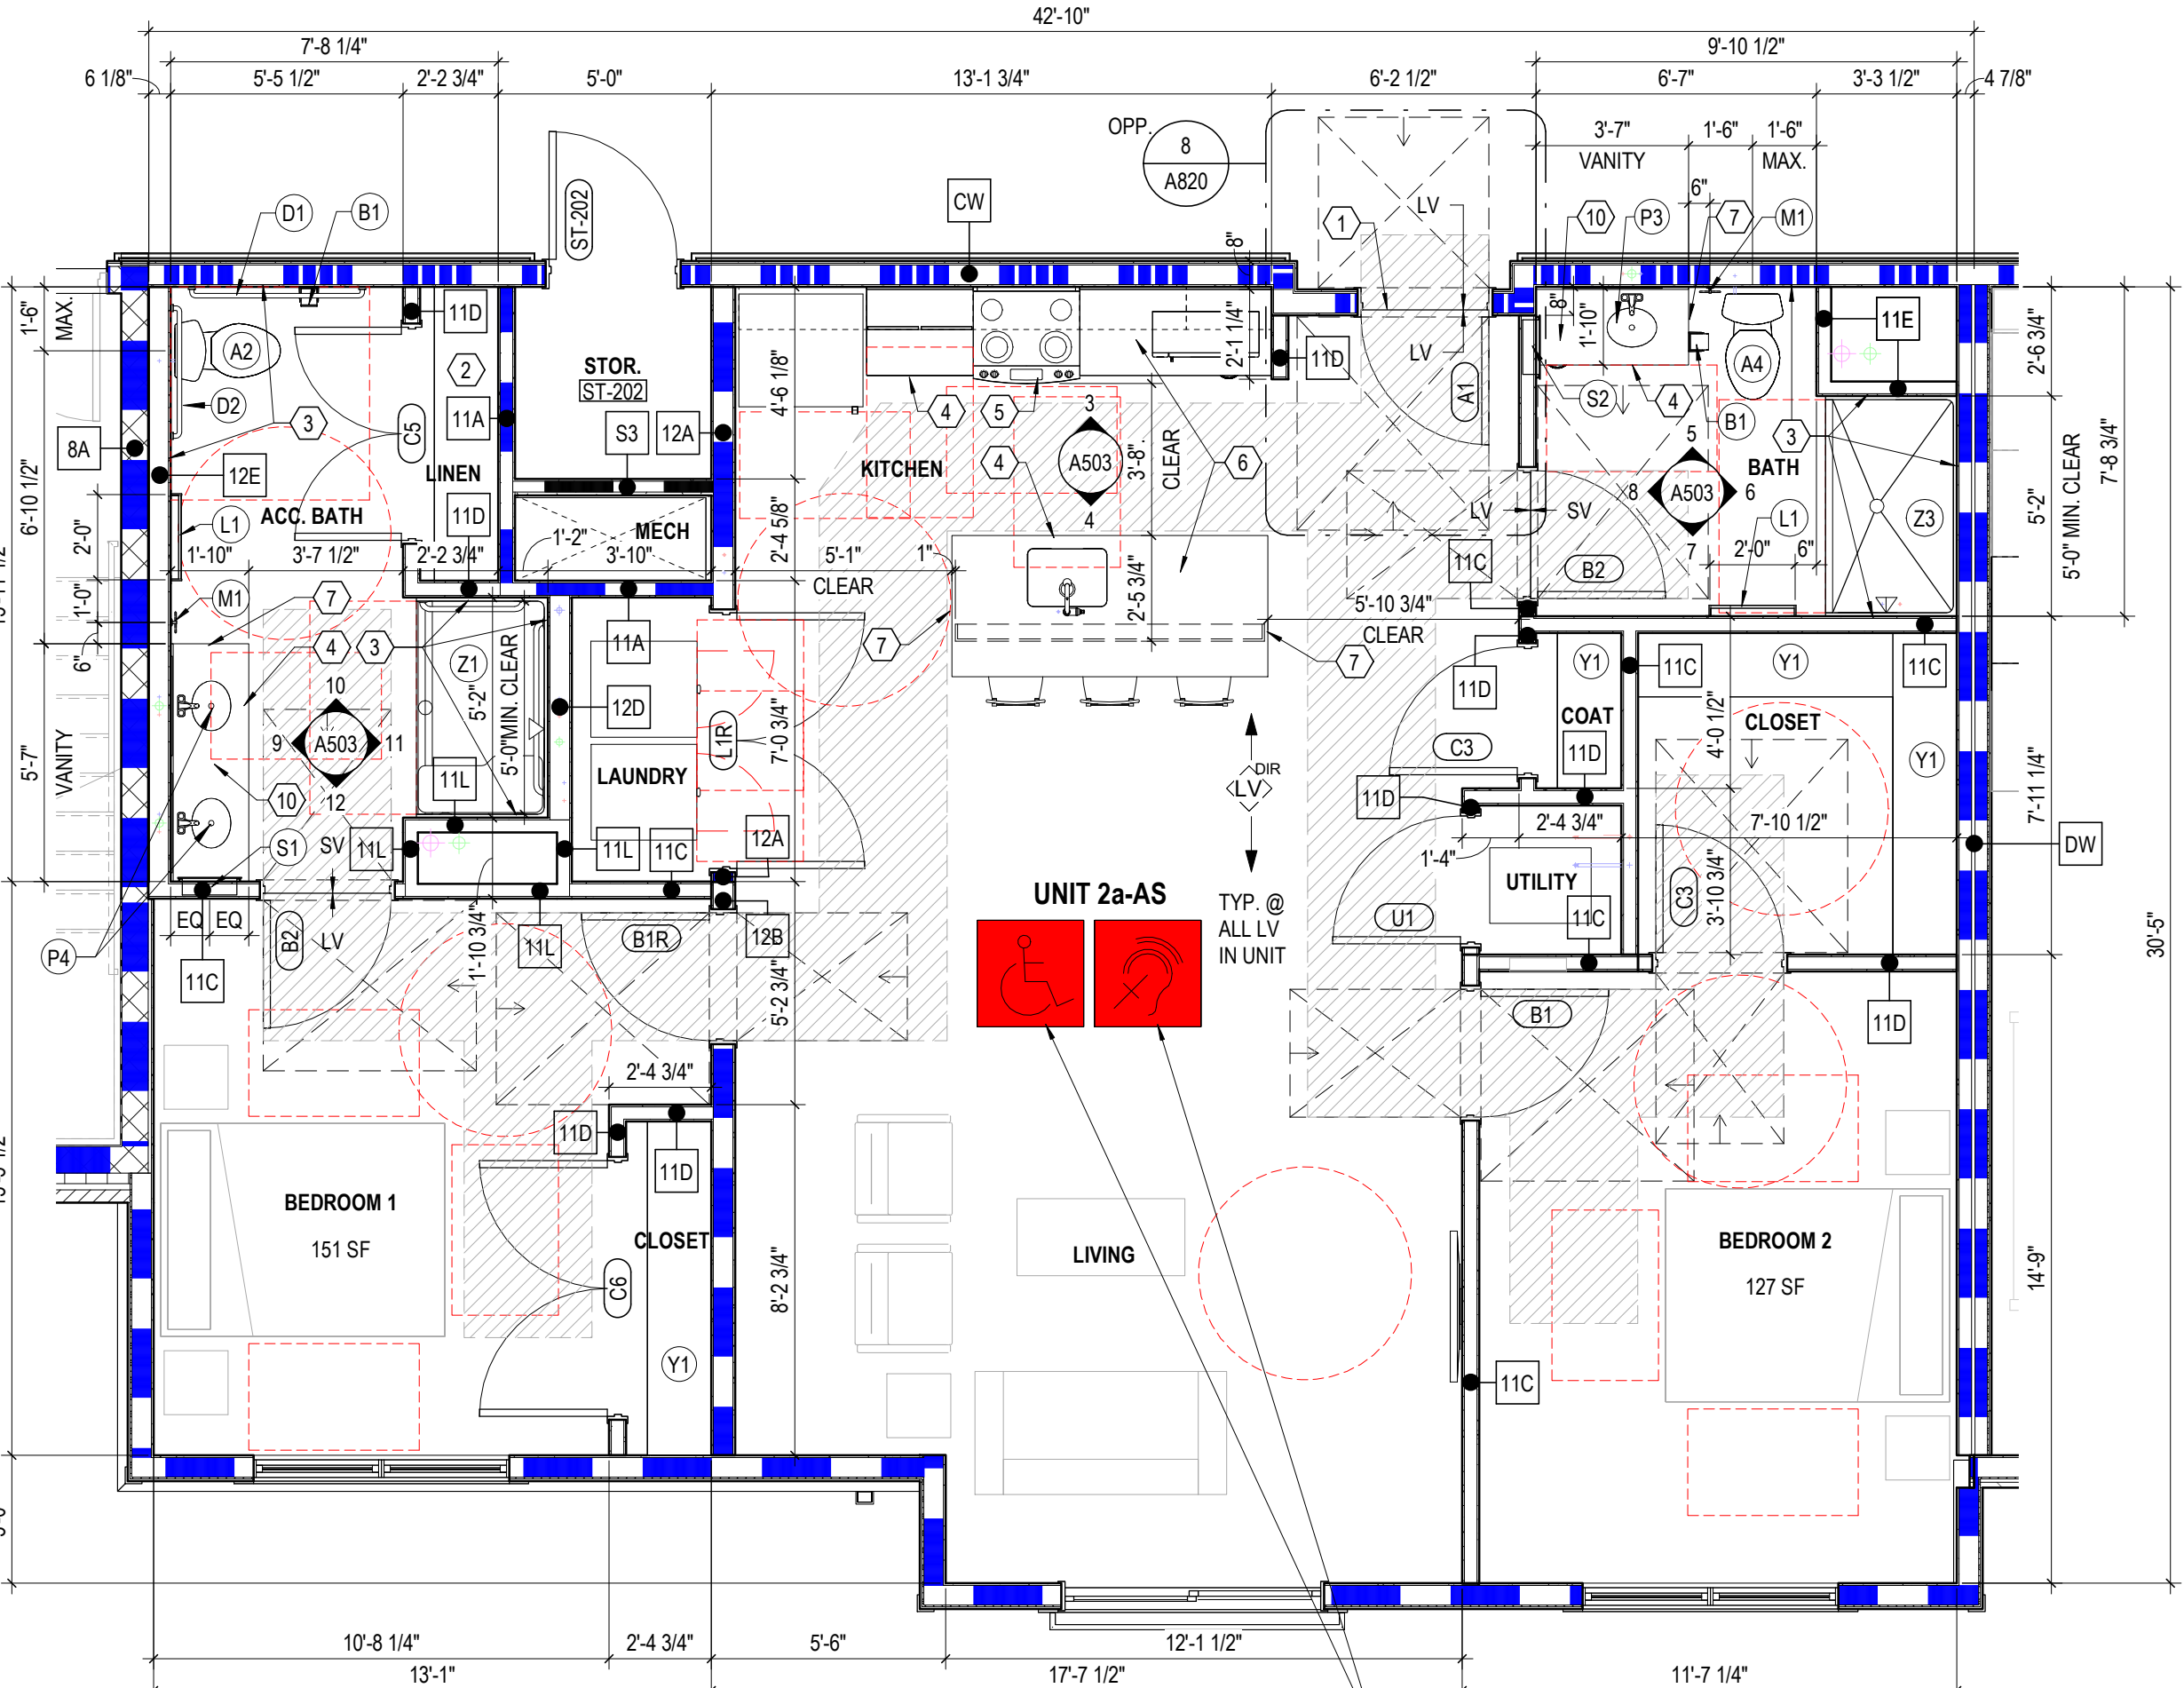 42'-10"
7'-8 1/4"
9'-10 1/2"
6 1/8"
5'-5 1/2"
2'-2 3/4"
5'-0"
13'-1 3/4"
6'-2 1/2"
6'-7"
3'-3 1/2"
4 7/8"
OPP.
8
A820
3'-7"
VANITY
1'-6"
1'-6"
MAX.
6"
D1
B1
ST-202
CW
1
LV
10
P3
7
M1
8"
1'-6"
MAX.
11D
A2
2
D2
3
11A
C5
LINEN
STOR.
ST-202
S3
12A
4'-6 1/8"
4
5
KITCHEN
4
3
A503
4
3'-8"
CLEAR
6
2'-1 1/4"
11D
LV
A1
8"
1'-10"
S2
4
A4
B1
11E
2'-6 3/4"
5
8
A503
6
7
BATH
3
Z3
5'-2"
5'-0" MIN. CLEAR
7'-8 3/4"
8A
12E
6'-10 1/2"
2'-0"
L1
ACC. BATH
11D
MECH
1'-2"
1'-10"
3'-7 1/2"
2'-2 3/4"
3'-10"
2'-4 5/8"
5'-1"
CLEAR
1"
2'-5 3/4"
LV
SV
11C
B2
L1
2'-0"
6"
5'-10 3/4"
CLEAR
7
1'-0"
6"
M1
7
4
3
Z1
5'-2"
5'-0"MIN. CLEAR
11A
12D
7
L1R
7'-0 3/4"
11D
Y1
11C
Y1
11C
COAT
11D
C3
4'-0 1/2"
CLOSET
Y1
7'-11 1/4"
5'-7"
VANITY
10
9
A503
11
12
10
11L
LAUNDRY
S1
SV
11L
11L
11C
12A
DIR
LV
11D
2'-4 3/4"
1'-4"
7'-10 1/2"
DW
UTILITY
C3
3'-10 3/4"
UNIT 2a-AS
TYP. @
ALL LV
IN UNIT
U1
11C
EQ
EQ
B2
LV
P4
11C
1'-10 3/4"
11L
B1R
12B
5'-2 3/4"
B1
11D
30'-5"
2'-4 3/4"
11D
11D
BEDROOM 1
151 SF
CLOSET
C6
Y1
8'-2 3/4"
LIVING
BEDROOM 2
127 SF
14'-9"
11C
10'-8 1/4"
2'-4 3/4"
5'-6"
12'-1 1/2"
13'-1"
17'-7 1/2"
11'-7 1/4"